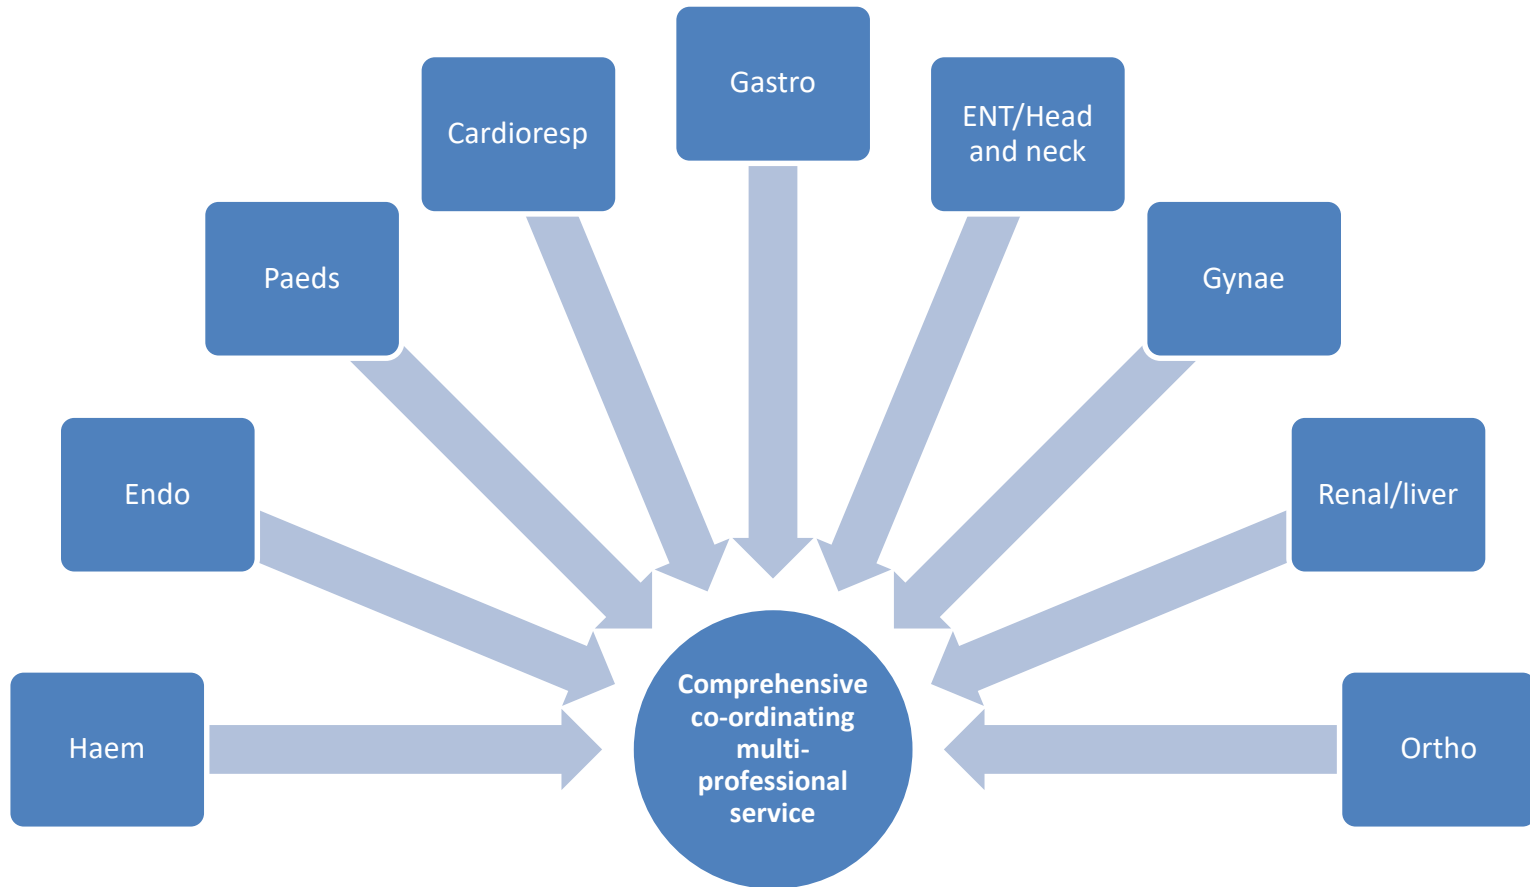 Gastro
Cardioresp
ENT/Head
and neck
Paeds
Gynae
Endo
Renal/liver
Haem
Comprehensive
co-ordinating
multi-
professional
service
Ortho